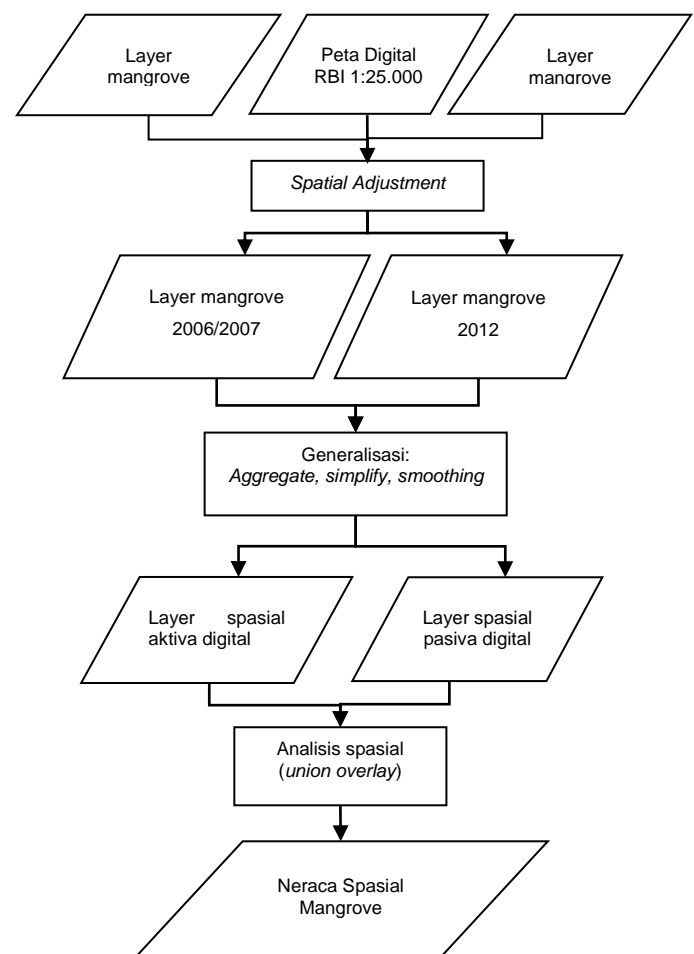 Layer
mangrove
Peta Digital
RBI 1:25.000
Layer
mangrove
Spatial Adjustment
Layer mangrove
2006/2007
Layer mangrove
2012
Generalisasi:
Aggregate, simplify, smoothing
Layer spasial
aktiva digital
Layer spasial
pasiva digital
Analisis spasial
(union overlay)
Neraca Spasial
Mangrove